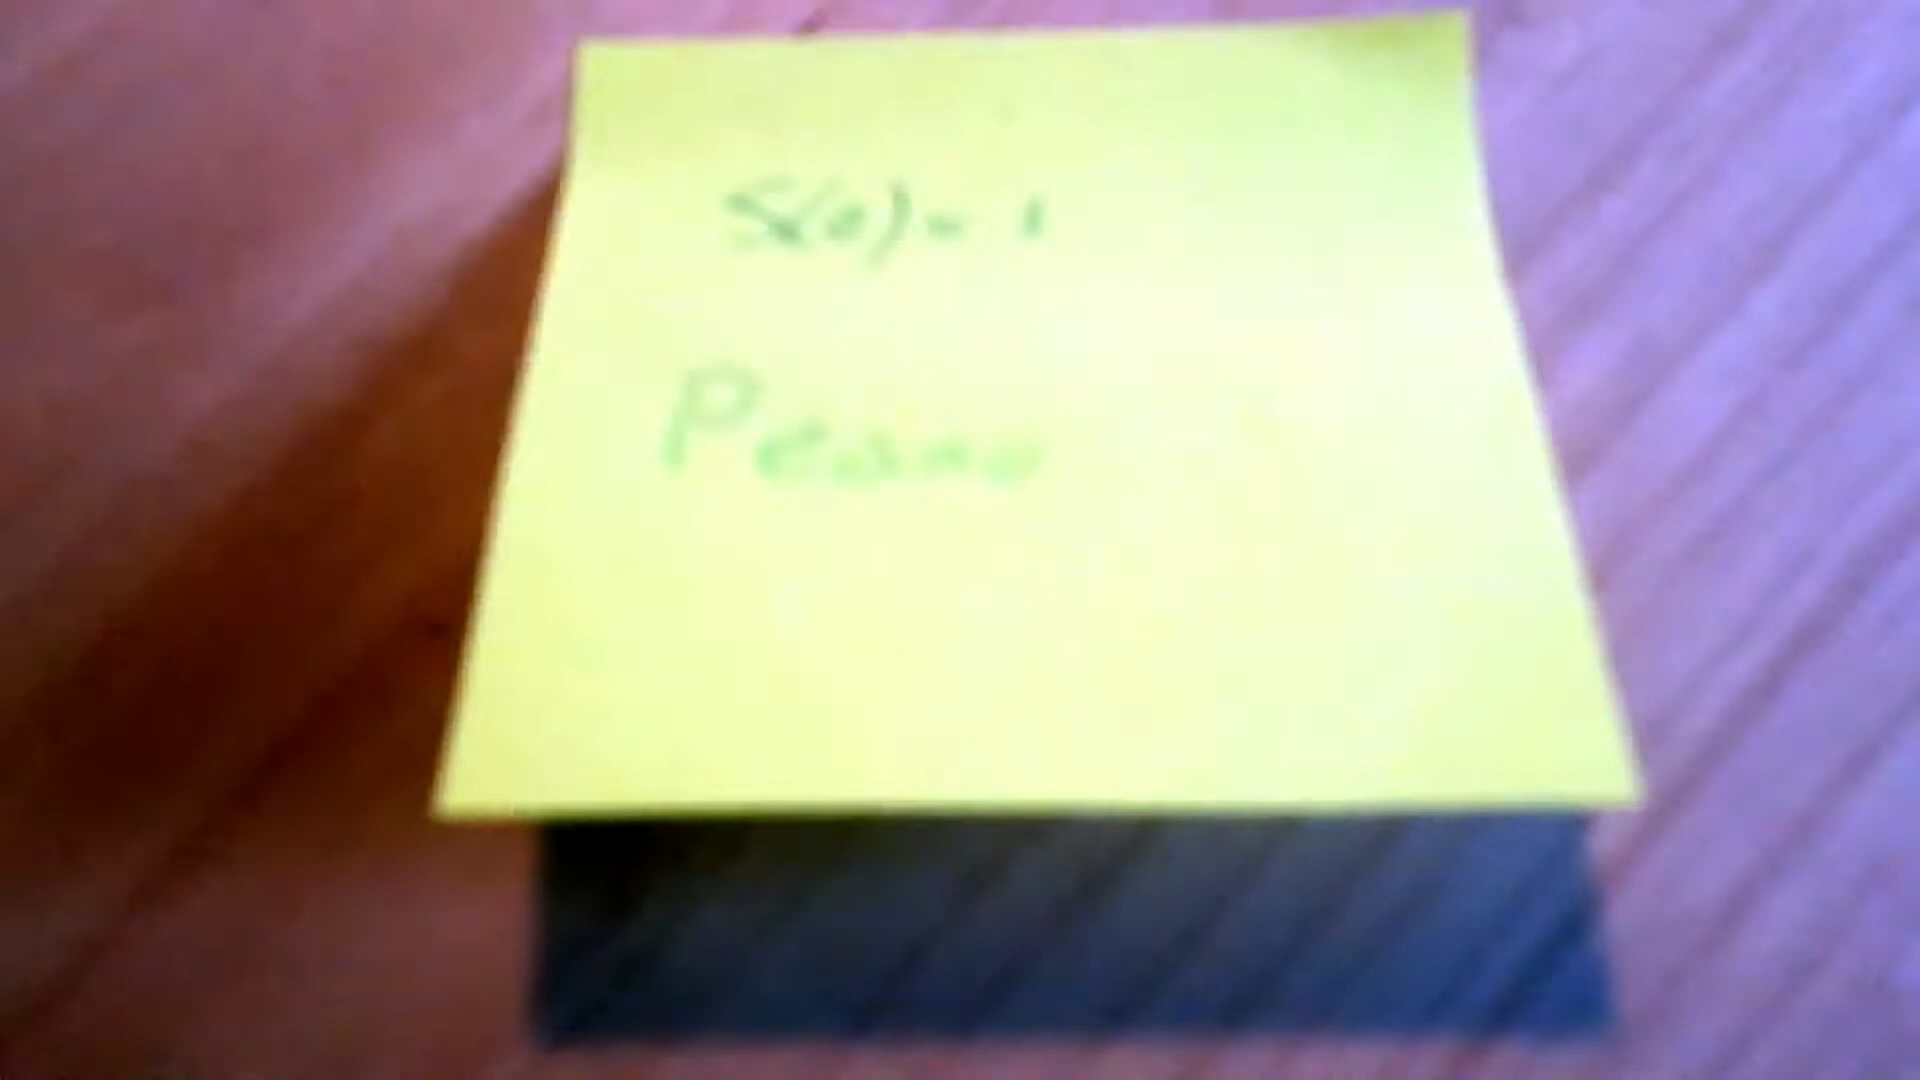 S(0) = 1
Peano